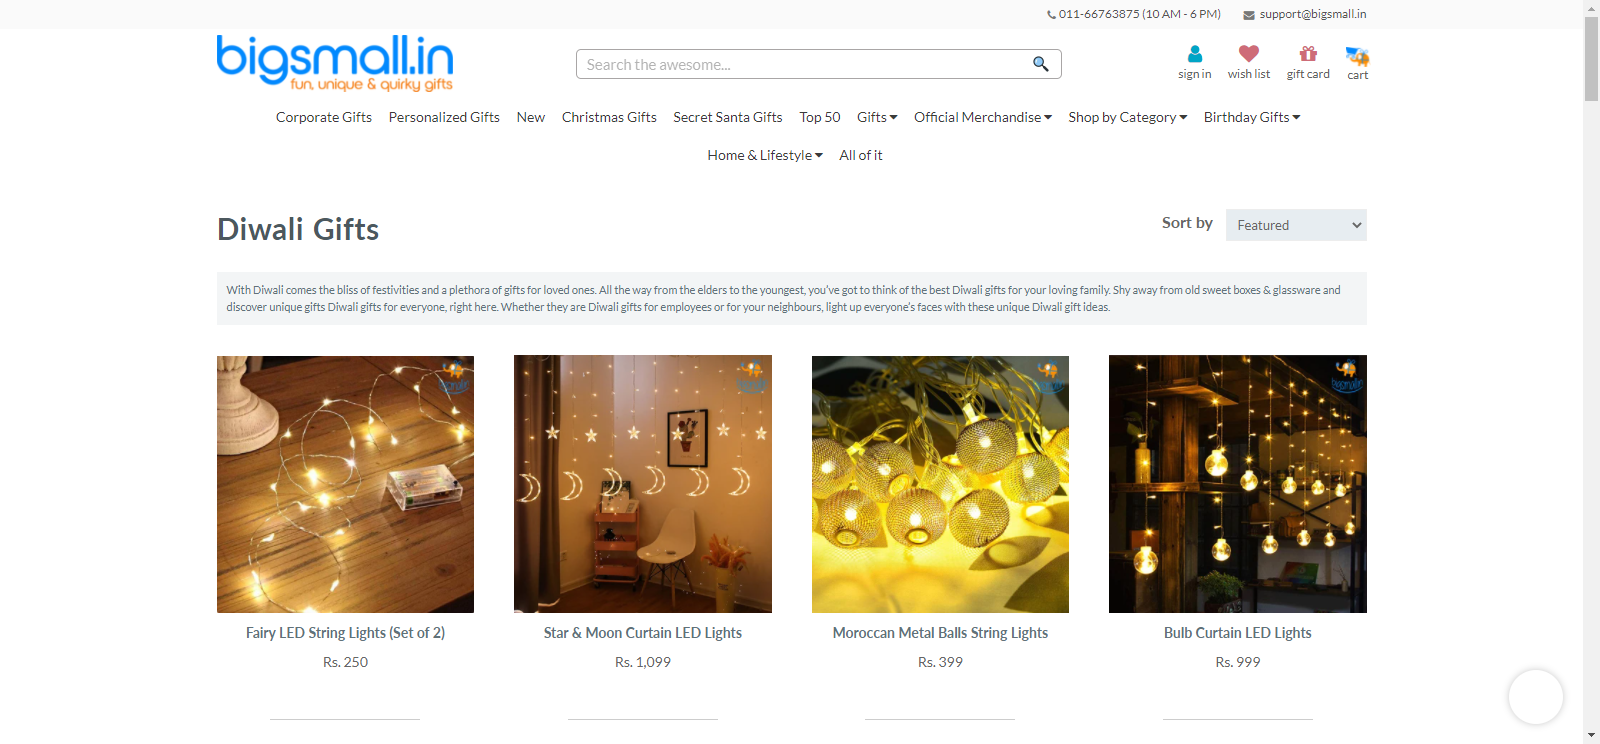 011-66763875 (10 AM - 6 PM) support@bigsmall.in
bigsmall.in
fun, unique & quirky gifts
Search the awesome...
sign in wish list gift card cart
Corporate Gifts Personalized Gifts New Christmas Gifts Secret Santa Gifts Top 50 Gifts Official Merchandise Shop by Category Birthday Gifts
Home & Lifestyle All of it
Diwali Gifts
Sort by Featured
With Diwali comes the bliss of festivities and a plethora of gifts for loved ones. All the way from the elders to the youngest, you've got to think of the best Diwali gifts for your loving family. Shy away from old sweet boxes & glassware and
discover unique gifts Diwali gifts for everyone, right here. Whether they are Diwali gifts for employees or for your neighbours, light up everyone's faces with these unique Diwali gift ideas.
bigsmall.in
Fairy LED String Lights (Set of 2) Star & Moon Curtain LED Lights Moroccan Metal Balls String Lights Bulb Curtain LED Lights
Rs. 250 Rs. 1,099 Rs. 399 Rs. 999